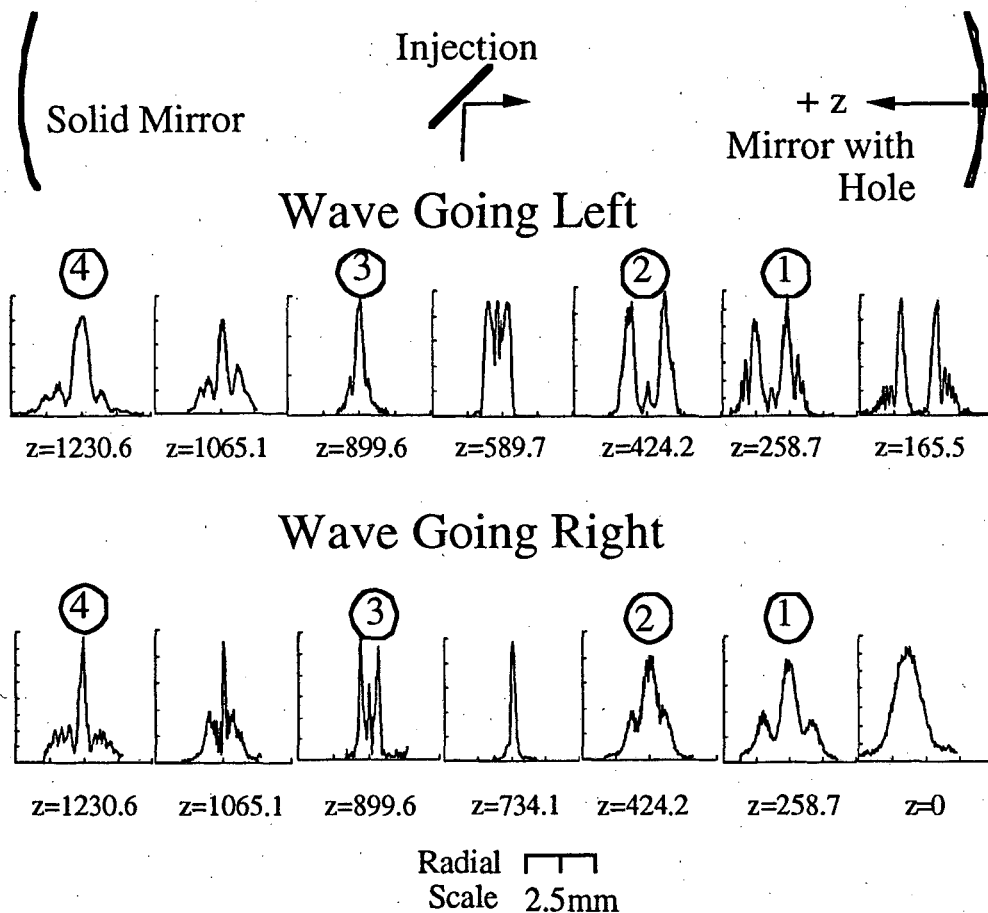 Injection
Solid Mirror
+ z
Mirror with
Hole
Wave Going Left
4 3 2 1
z=1230.6 z=1065.1 z=899.6 z=589.7 z=424.2 z=258.7 z=165.5
Wave Going Right
4 3 2 1
z=1230.6 z=1065.1 z=899.6 z=734.1 z=424.2 z=258.7 z=0
Radial
Scale 2.5mm